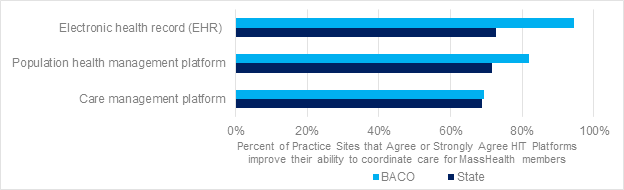 Electronic health record (EHR)
Population health management platform
Care management platform
0% 20% 40% 60% 80% 100%
Percent of Practice Sites that Agree or Strongly Agree HIT Platforms
improve their ability to coordinate care for MassHealth members
BACO State